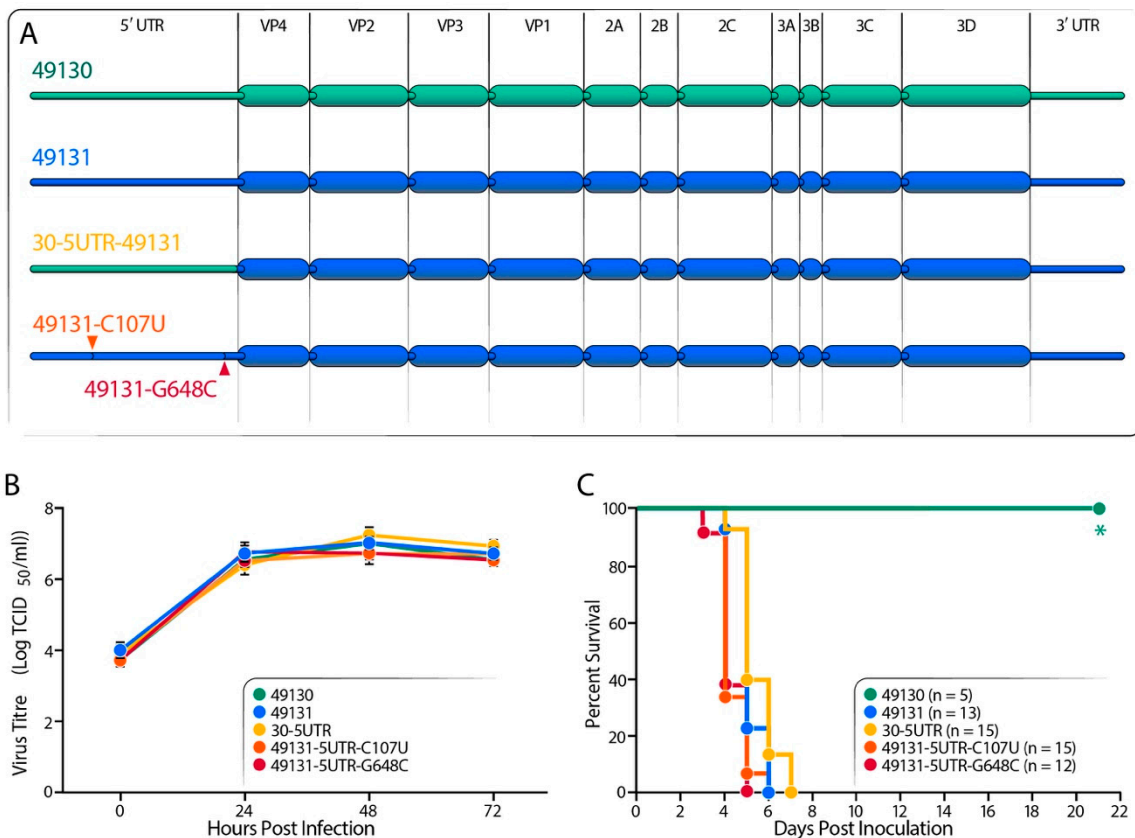 A
5′ UTR VP4 VP2 VP3 VP1 2A 2B 2C 3A 3B 3C 3D 3′ UTR
49130
49131
30-5UTR-49131
49131-C107U
49131-G648C
B
Virus Titre (Log TCID 50/ml))
8
6
4
2
0
0 24 48 72
Hours Post Infection
49130
49131
30-5UTR
49131-5UTR-C107U
49131-5UTR-G648C
C
Percent Survival
100
80
60
40
20
0
0 2 4 6 8 10 12 14 16 18 20 22
Days Post Inoculation
*
49130 (n = 5)
49131 (n = 13)
30-5UTR (n = 15)
49131-5UTR-C107U (n = 15)
49131-5UTR-G648C (n = 12)